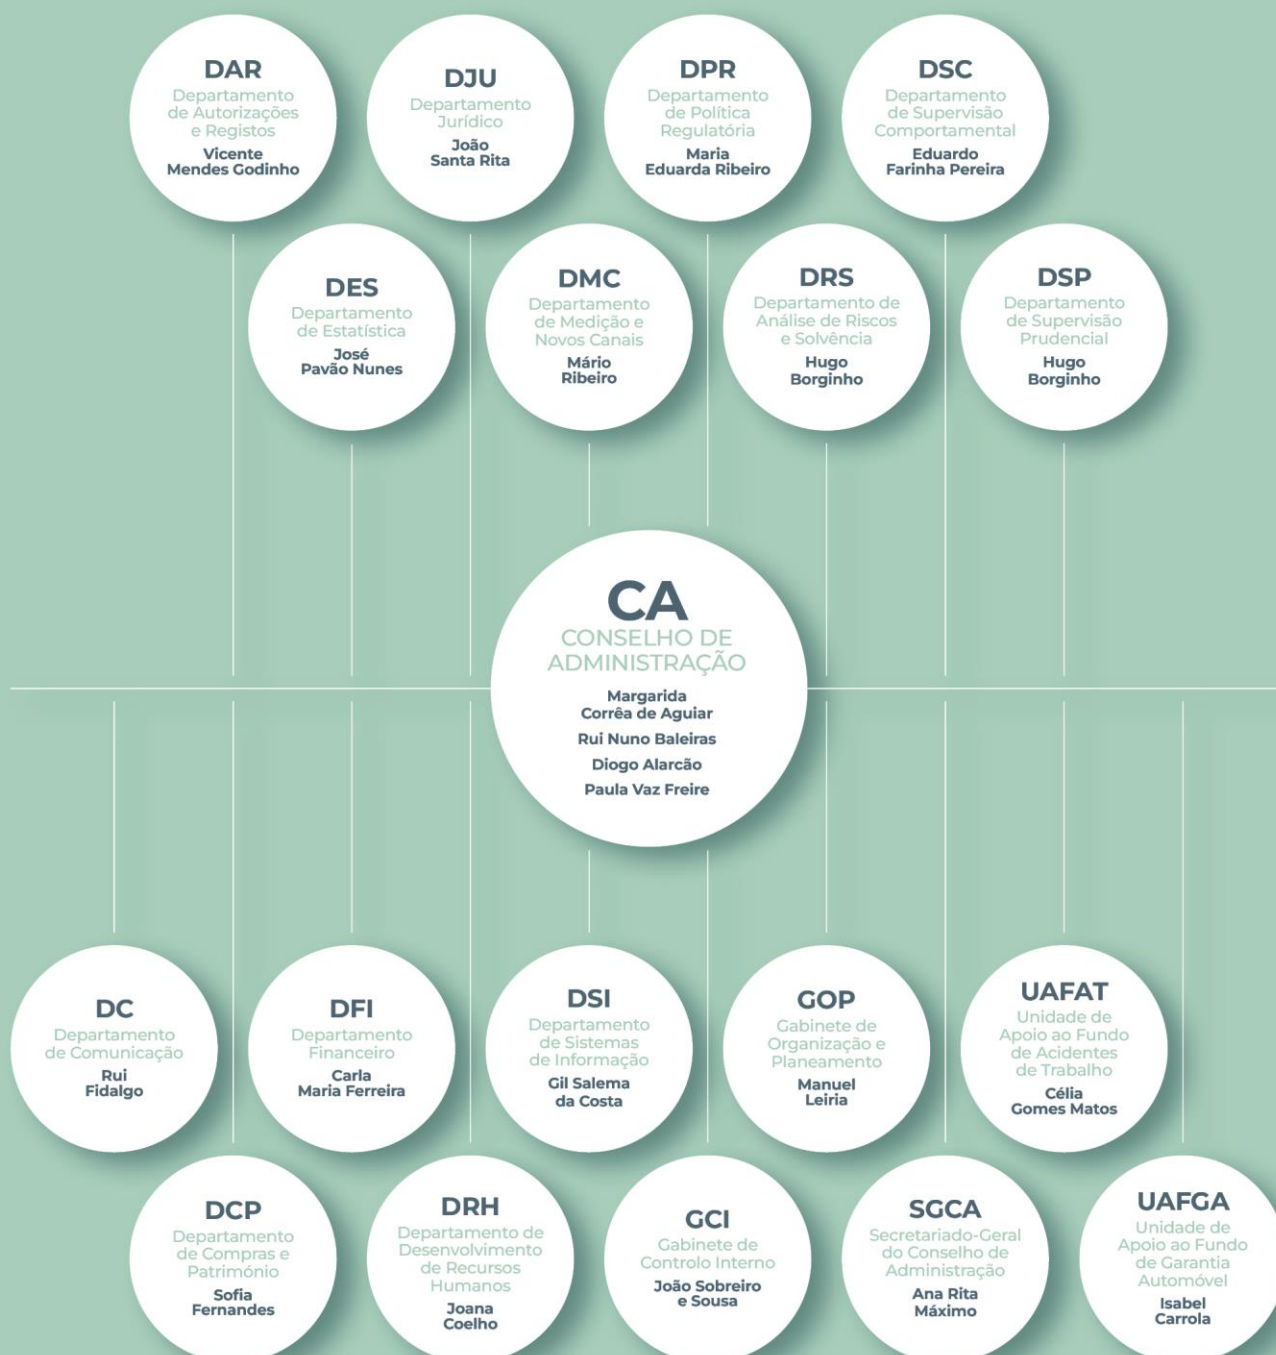 DAR
Departamento
de Autorizações
e Registos
Vicente
Mendes Godinho
DJU
Departamento
Jurídico
João
Santa Rita
DPR
Departamento
de Política
Regulatória
Maria
Eduarda Ribeiro
DSC
Departamento
de Supervisão
Comportamental
Eduardo
Farinha Pereira
DES
Departamento
de Estatística
José
Pavão Nunes
DMC
Departamento
de Medição e
Novos Canais
Mário
Ribeiro
DRS
Departamento de
Análise de Riscos
e Solvência
Hugo
Borginho
DSP
Departamento
de Supervisão
Prudencial
Hugo
Borginho
CA
CONSELHO DE
ADMINISTRAÇÃO
Margarida
Corrêa de Aguiar
Rui Nuno Baleiras
Diogo Alarcão
Paula Vaz Freire
DC
Departamento
de Comunicação
Rui
Fidalgo
DFI
Departamento
Financeiro
Carla
Maria Ferreira
DSI
Departamento
de Sistemas
de Informação
Gil Salema
da Costa
GOP
Gabinete de
Organização e
Planeamento
Manuel
Leiria
UAFAT
Unidade de
Apoio ao Fundo
de Acidentes
de Trabalho
Célia
Gomes Matos
DCP
Departamento
de Compras e
Património
Sofia
Fernandes
DRH
Departamento de
Desenvolvimento
de Recursos
Humanos
Joana
Coelho
GCI
Gabinete de
Controlo Interno
João Sobreiro
e Sousa
SGCA
Secretariado-Geral
do Conselho de
Administração
Ana Rita
Máximo
UAFGA
Unidade de
Apoio ao Fundo
de Garantia
Automóvel
Isabel
Carrola